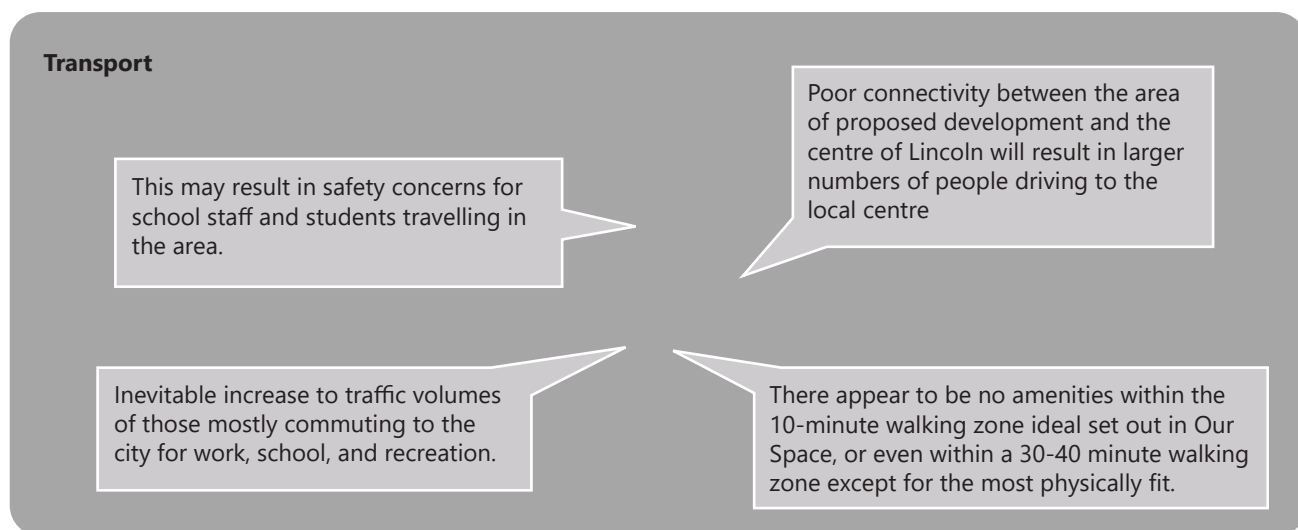 Transport
Poor connectivity between the area
of proposed development and the
centre of Lincoln will result in larger
numbers of people driving to the
local centre
This may result in safety concerns for
school staff and students travelling in
the area.
Inevitable increase to traffic volumes
of those mostly commuting to the
city for work, school, and recreation.
There appear to be no amenities within the
10-minute walking zone ideal set out in Our
Space, or even within a 30-40 minute walking
zone except for the most physically fit.